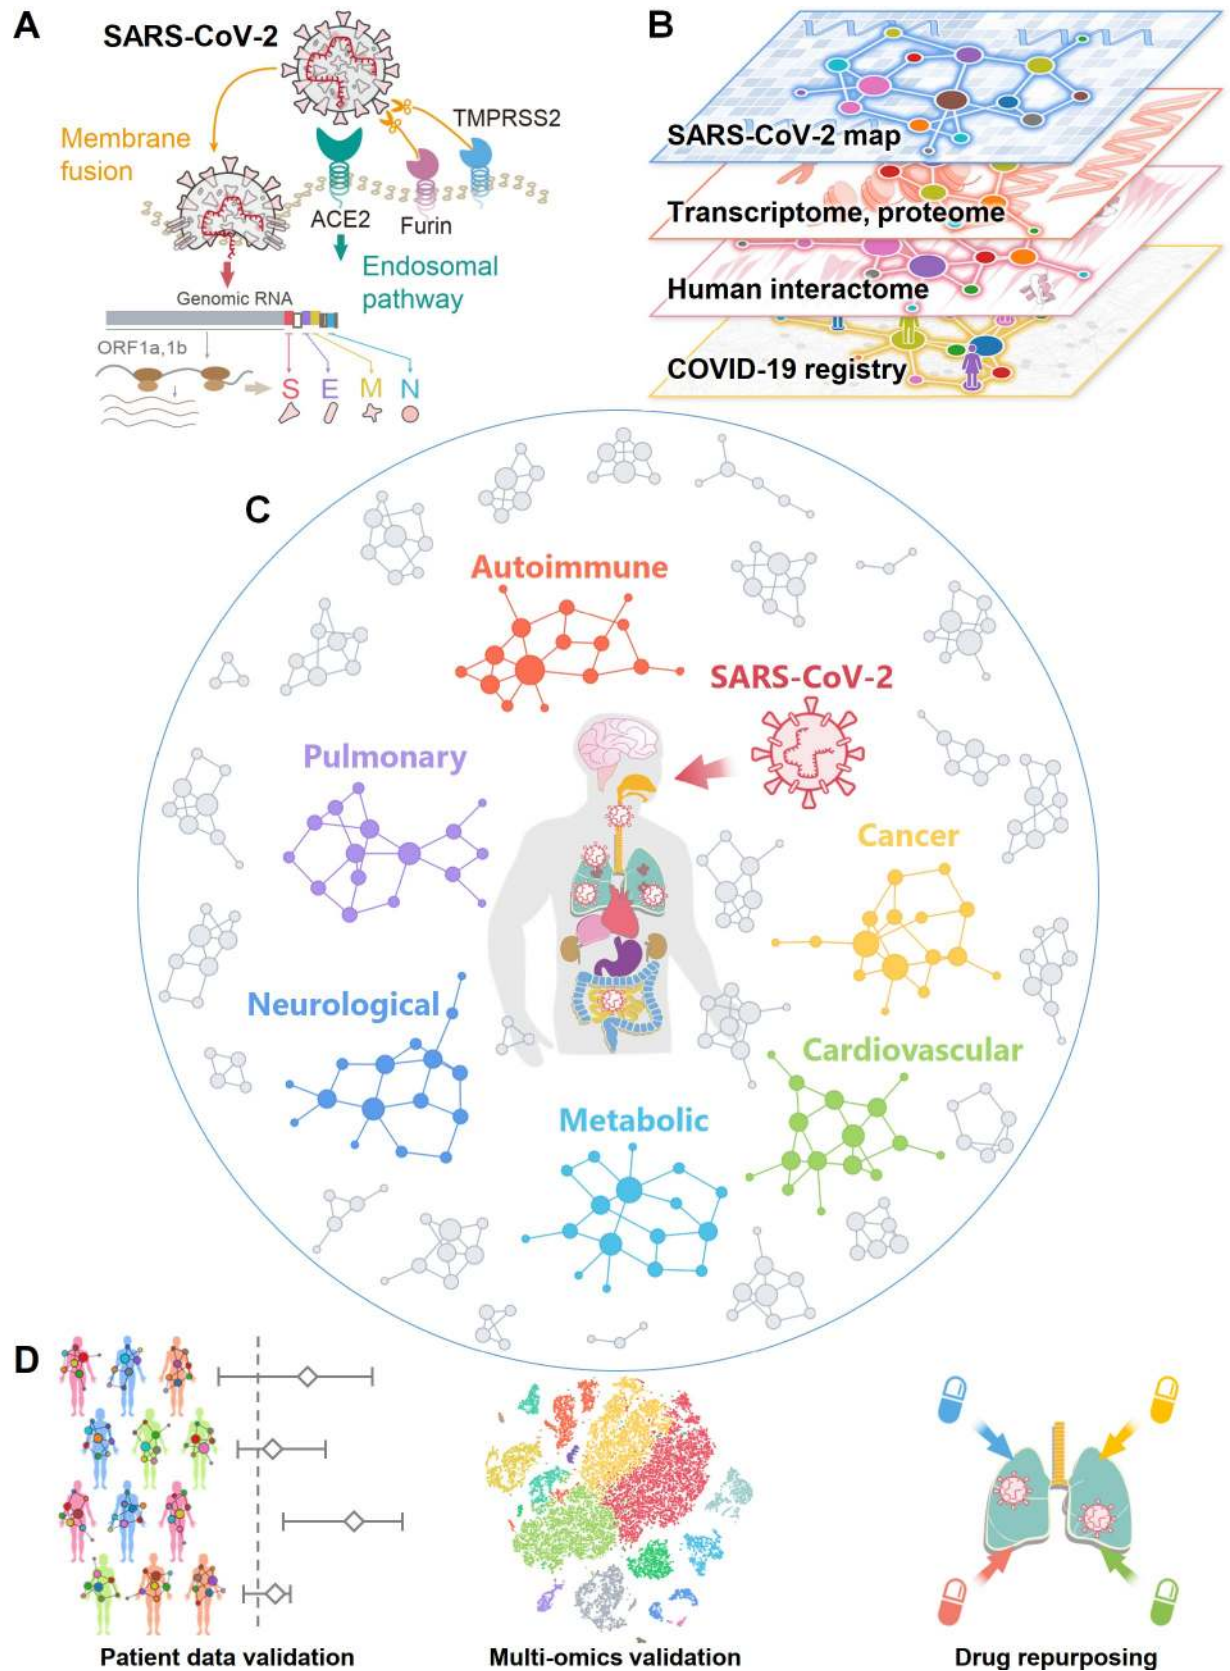 A
SARS-CoV-2
Membrane
fusion
TMPRSS2
ACE2
Furin
Endosomal
pathway
Genomic RNA
ORF1a,1b
S E M N
B
SARS-CoV-2 map
Transcriptome, proteome
Human interactome
COVID-19 registry
C
Autoimmune
SARS-CoV-2
Pulmonary
Cancer
Neurological
Cardiovascular
Metabolic
D
Patient data validation
Multi-omics validation
Drug repurposing